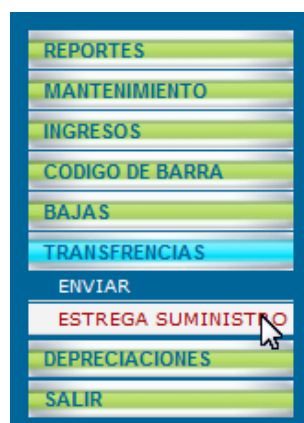 REPORTES
MANTENIMIENTO
INGRESOS
CODIGO DE BARRA
BAJAS
TRANSFRENCIAS
ENVIAR
ESTREGA SUMINISTRO
DEPRECIACIONES
SALIR